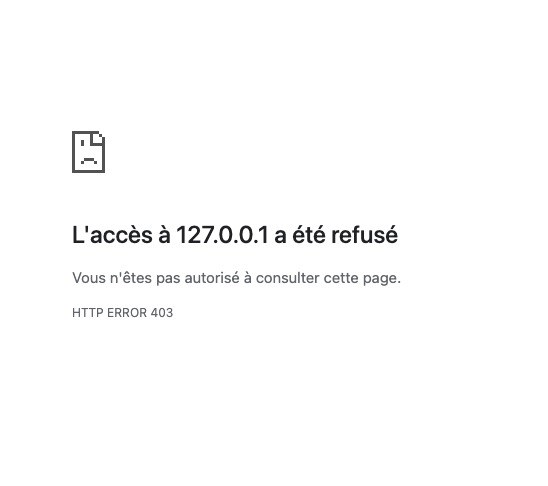 L'accès à 127.0.0.1 a été refusé
Vous n'êtes pas autorisé à consulter cette page.
HTTP ERROR 403